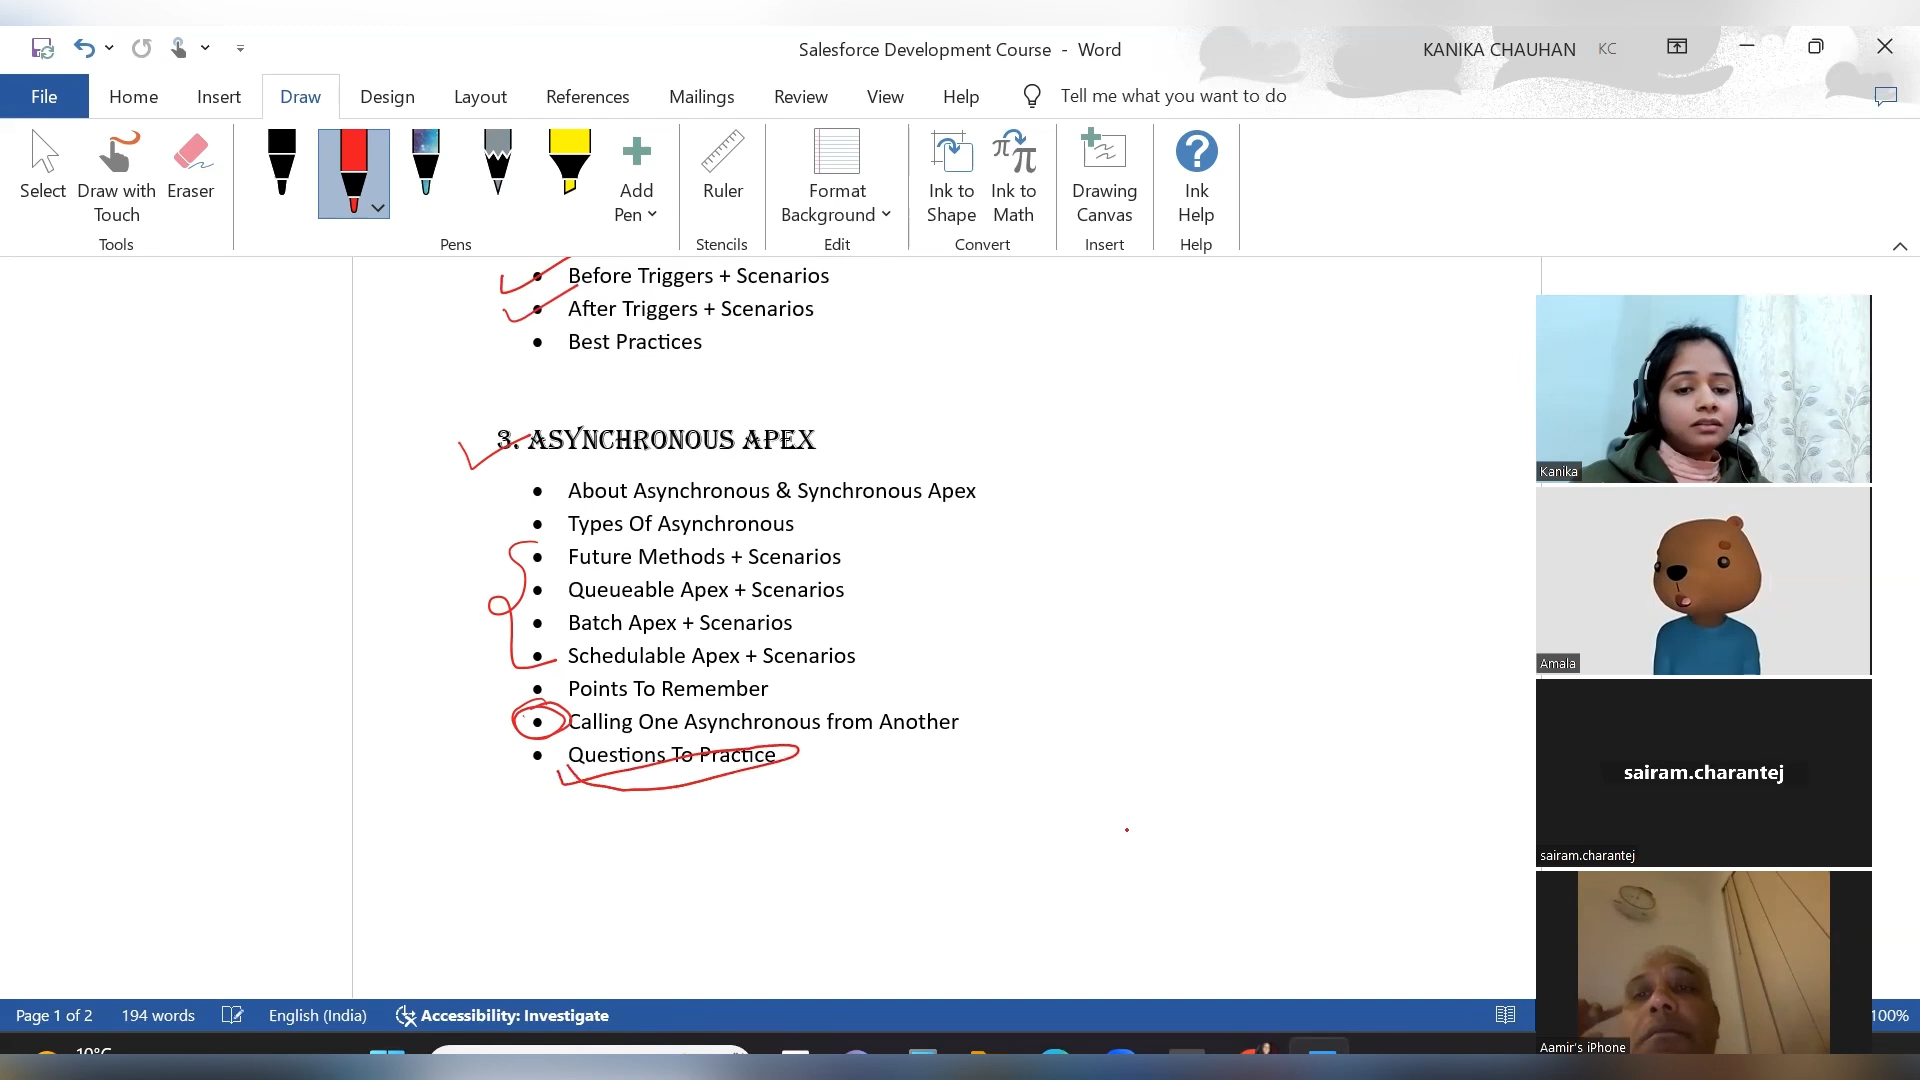 Salesforce Development Course - Word
KANIKA CHAUHAN KC
File Home Insert Draw Design Layout References Mailings Review View Help Tell me what you want to do
Select Draw with Touch Eraser
Add Pen
Ruler
Format Background
Ink to Shape
Ink to Math
Drawing Canvas
Ink Help
Tools Pens Stencils Edit Convert Insert Help
• Before Triggers + Scenarios
• After Triggers + Scenarios
• Best Practices
3. ASYNCHRONOUS APEX
• About Asynchronous & Synchronous Apex
• Types Of Asynchronous
• Future Methods + Scenarios
• Queueable Apex + Scenarios
• Batch Apex + Scenarios
• Schedulable Apex + Scenarios
• Points To Remember
• Calling One Asynchronous from Another
• Questions To Practice
Kanika
Amala
sairam.charantej
sairam.charantej
Aamir's iPhone
Page 1 of 2 194 words English (India) Accessibility: Investigate 100%
10°C